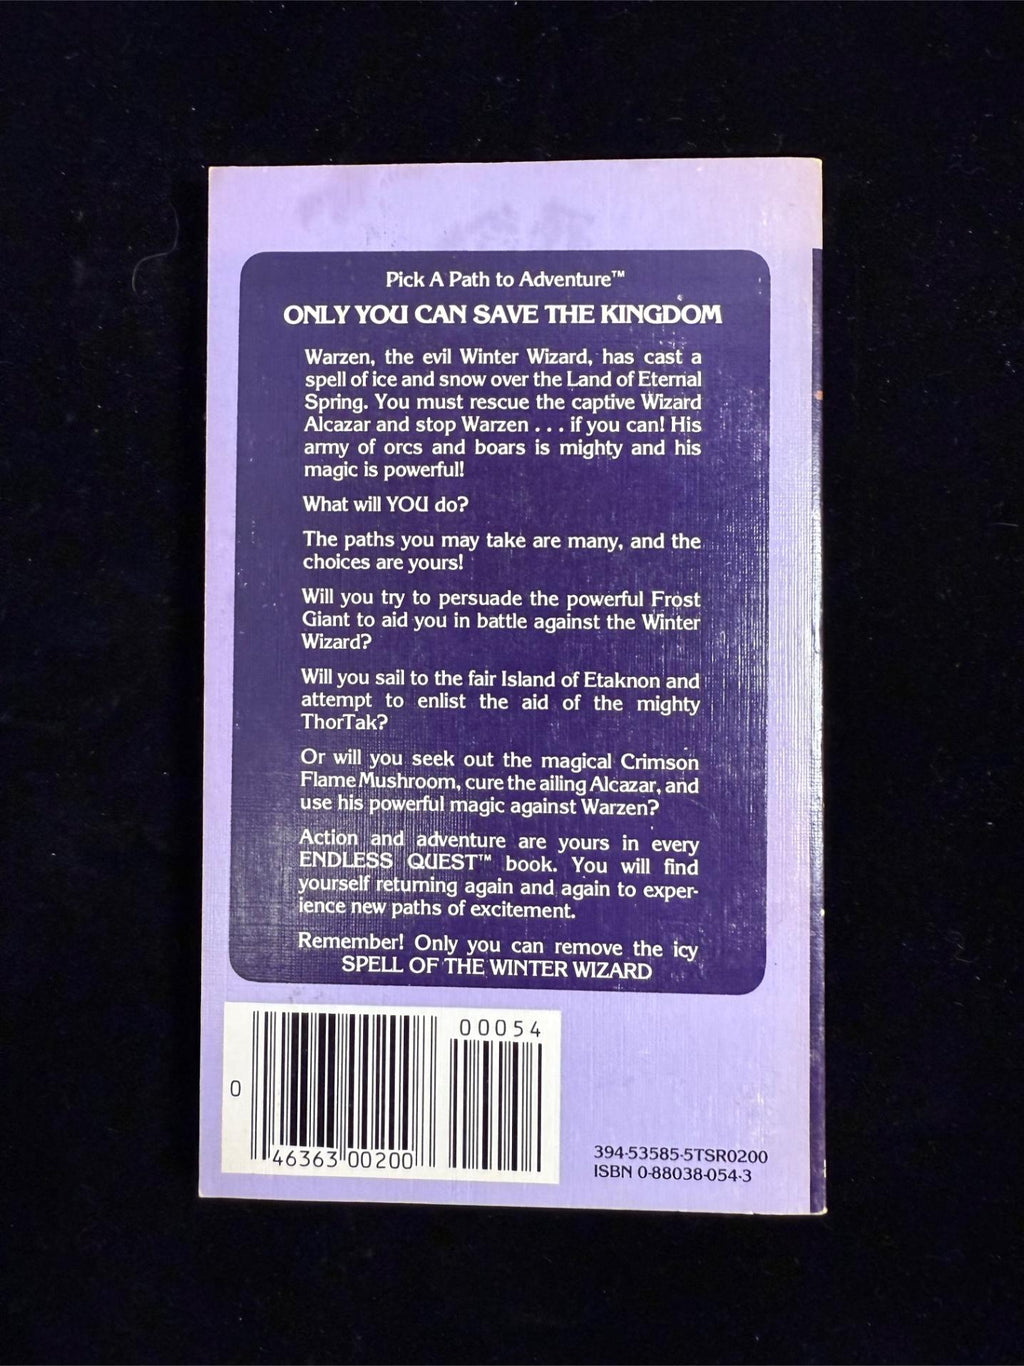 Pick A Path to Adventure™
ONLY YOU CAN SAVE THE KINGDOM
Warzen, the evil Winter Wizard, has cast a
spell of ice and snow over the Land of Eternal
Spring. You must rescue the captive Wizard
Alcazar and stop Warzen . . . if you can! His
army of orcs and boars is mighty and his
magic is powerful!
What will YOU do?
The paths you may take are many, and the
choices are yours!
Will you try to persuade the powerful Frost
Giant to aid you in battle against the Winter
Wizard?
Will you sail to the fair Island of Etaknon and
attempt to enlist the aid of the mighty
ThorTak?
Or will you seek out the magical Crimson
Flame Mushroom, cure the ailing Alcazar, and
use his powerful magic against Warzen?
Action and adventure are yours in every
ENDLESS QUEST™ book. You will find
yourself returning again and again to exper-
ience new paths of excitement.
Remember! Only you can remove the icy
SPELL OF THE WINTER WIZARD
00054
0
46363 00200
394-53585-5TSR0200
ISBN 0-88038-054-3